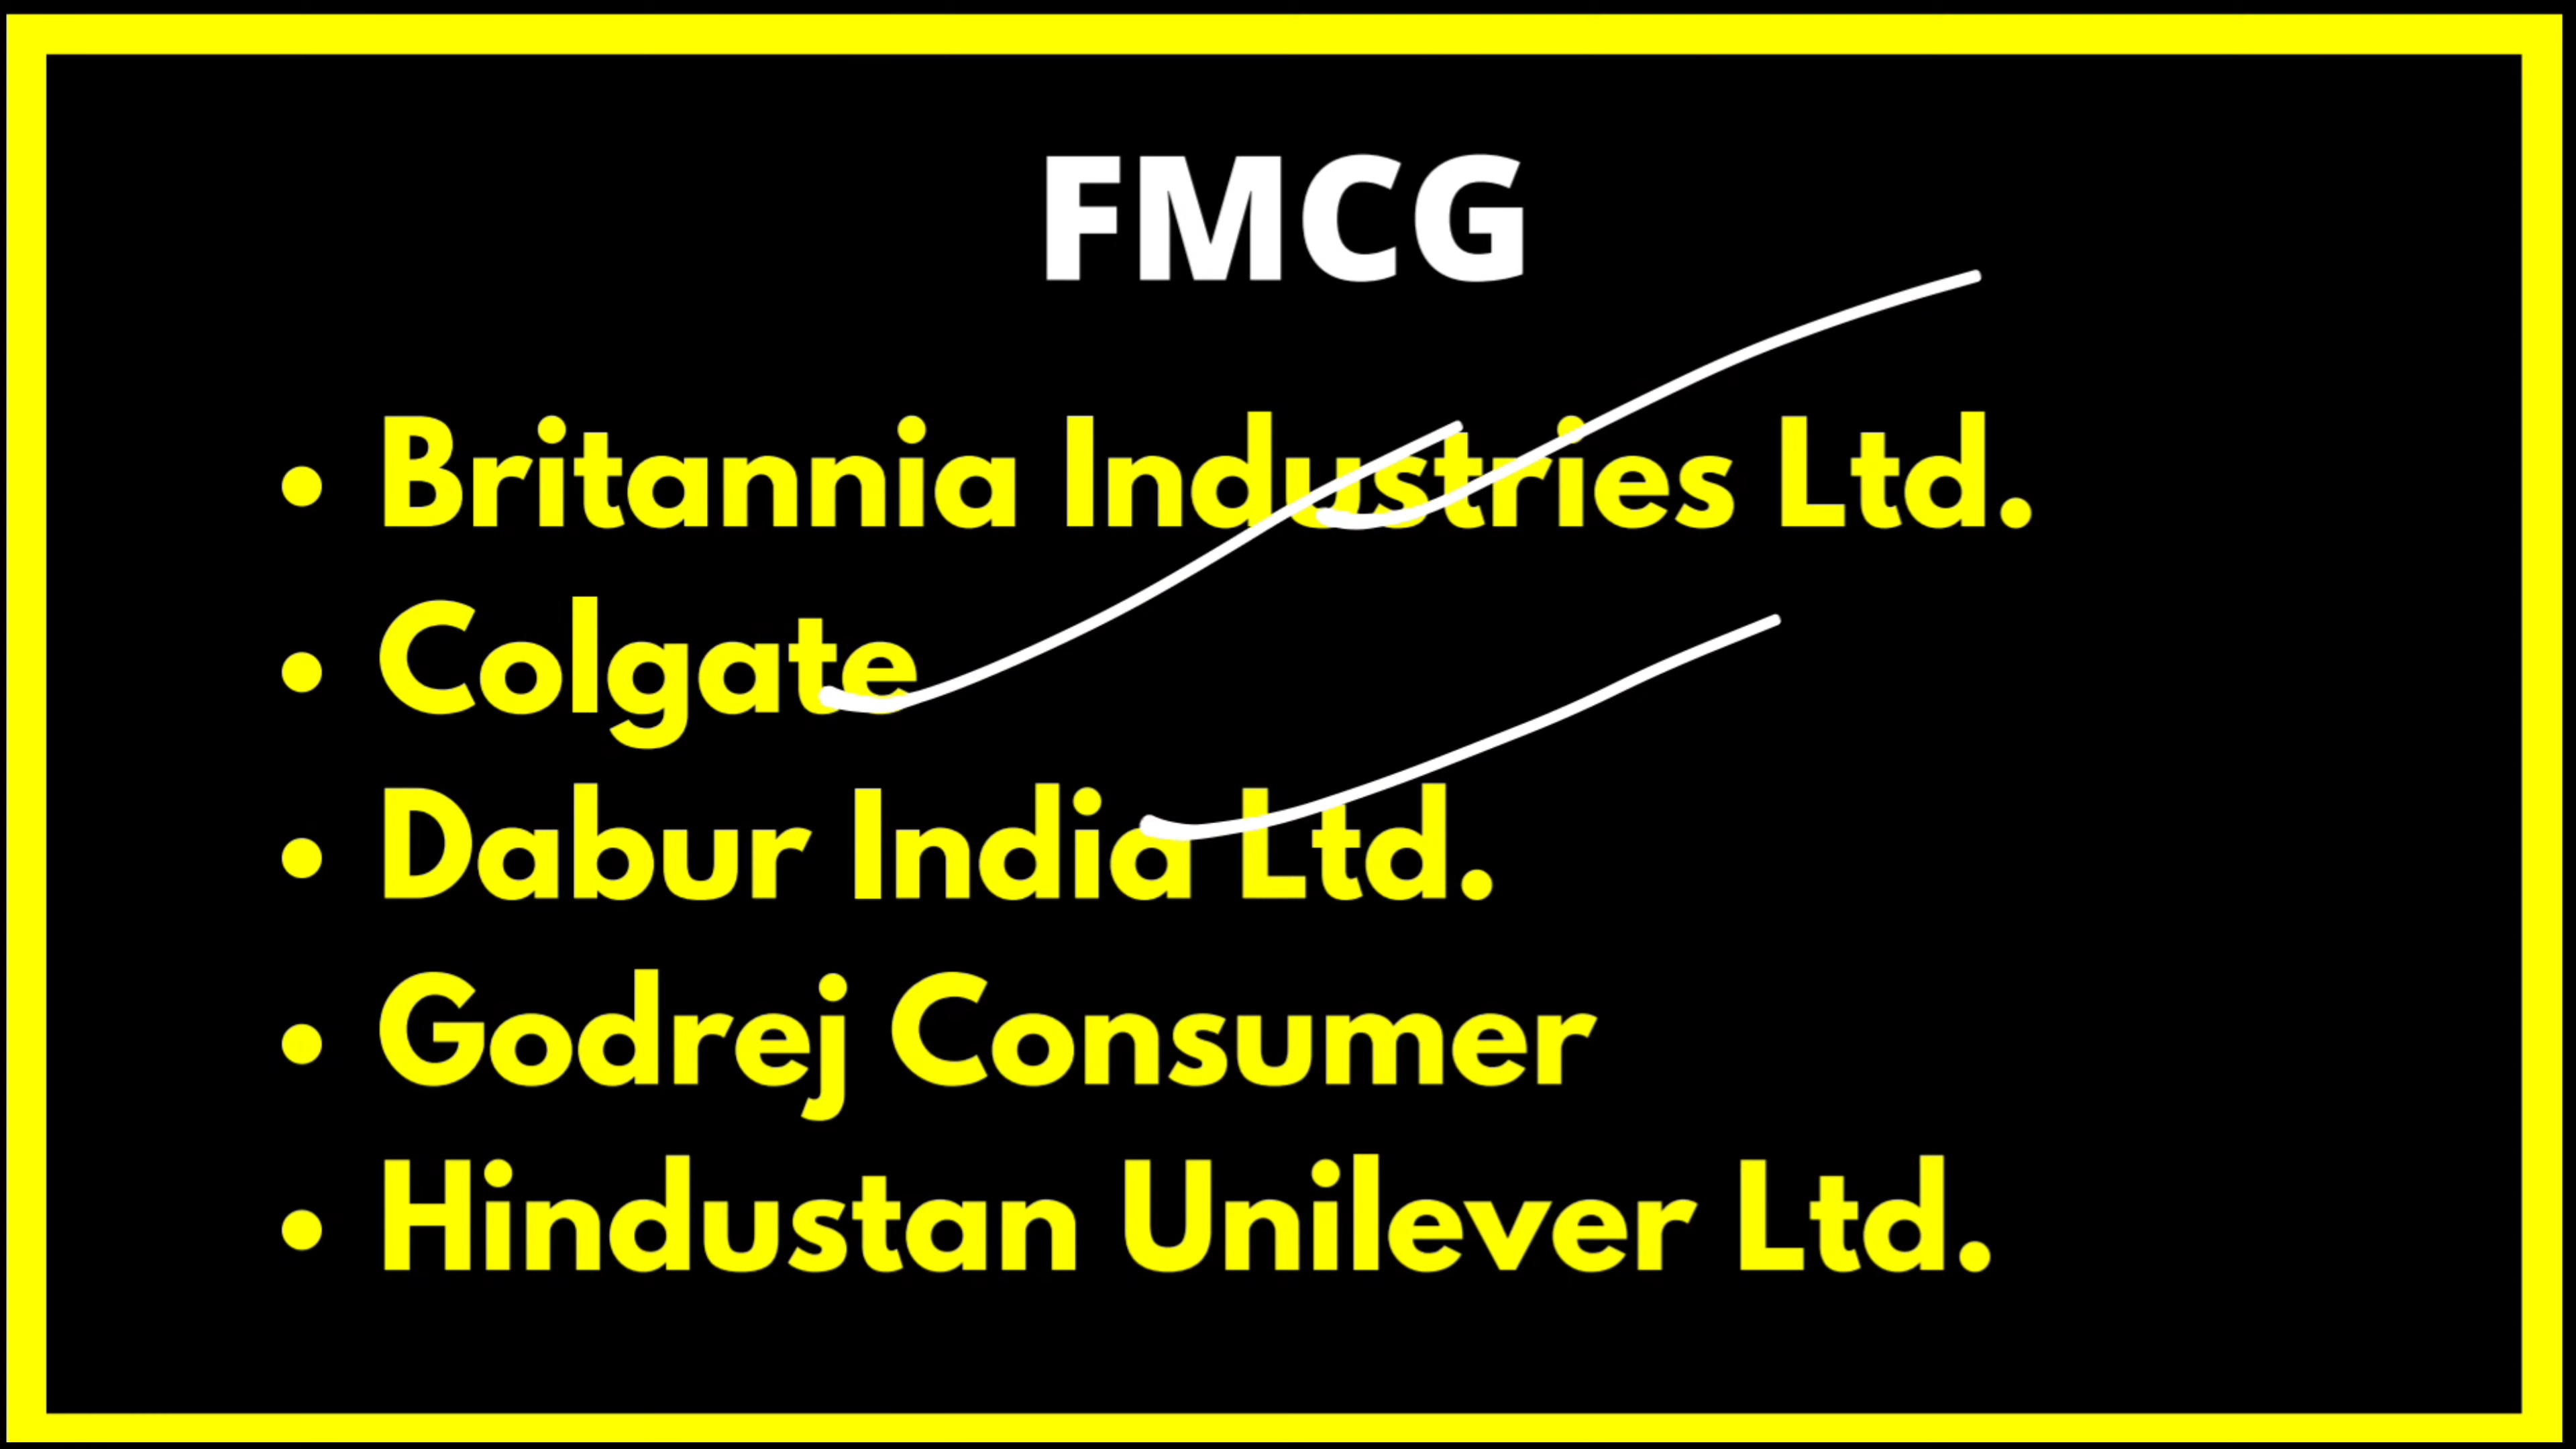 FMCG
• Britannia Industries Ltd.
• Colgate
• Dabur India Ltd.
• Godrej Consumer
• Hindustan Unilever Ltd.